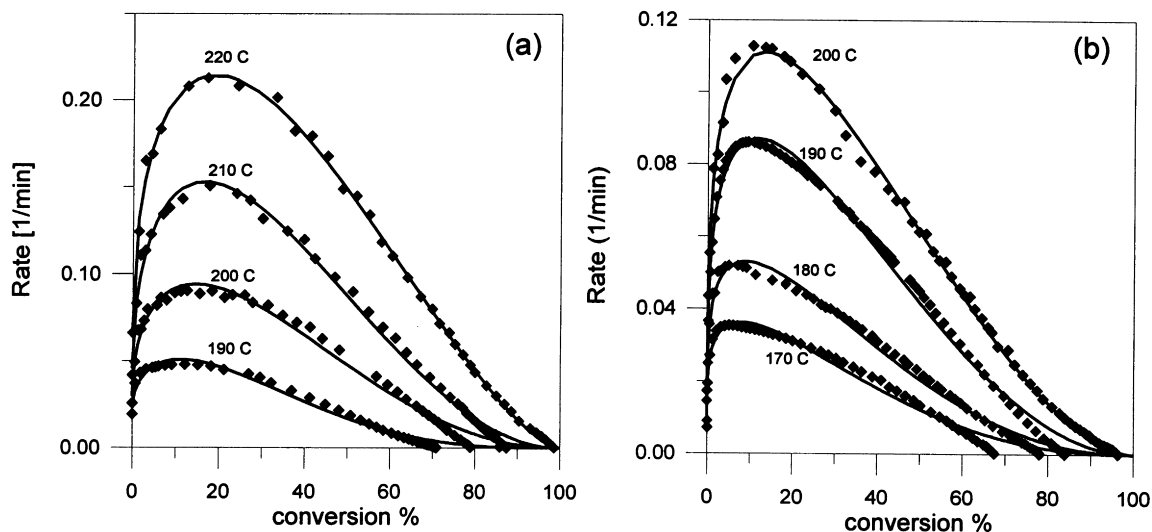 (a)
220 C
210 C
200 C
190 C
0.20
0.10
0.00
Rate [1/min]
0 20 40 60 80 100
conversion %
(b)
200 C
190 C
180 C
170 C
0.12
0.08
0.04
0.00
Rate (1/min)
0 20 40 60 80 100
conversion %